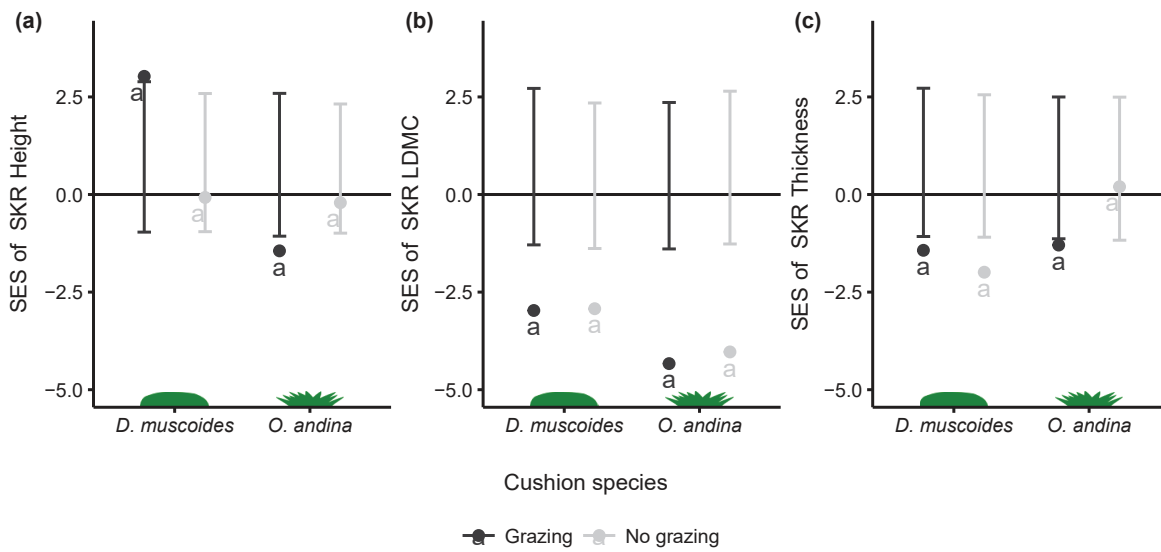 (a)
SES of SKR Height
2.5
0.0
−2.5
−5.0
a
a
a
a
D. muscoides
O. andina
(b)
SES of SKR LDMC
2.5
0.0
−2.5
−5.0
a
a
a
a
D. muscoides
O. andina
(c)
SES of SKR Thickness
2.5
0.0
−2.5
−5.0
a
a
a
a
D. muscoides
O. andina
Cushion species
a Grazing a No grazing